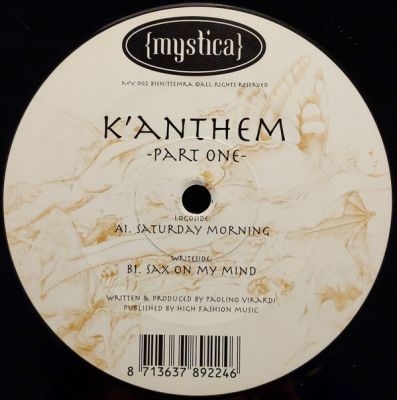 {mystica}
MY 002 BIEN/STEMRA ©ALL RIGHTS RESERVED
K'ANTHEM
-PART ONE-
LOGOSIDE:
A1. SATURDAY MORNING
WRITESIDE:
B1. SAX ON MY MIND
WRITTEN & PRODUCED BY PAOLINO VIRARDI
PUBLISHED BY HIGH FASHION MUSIC
8 713637 892246